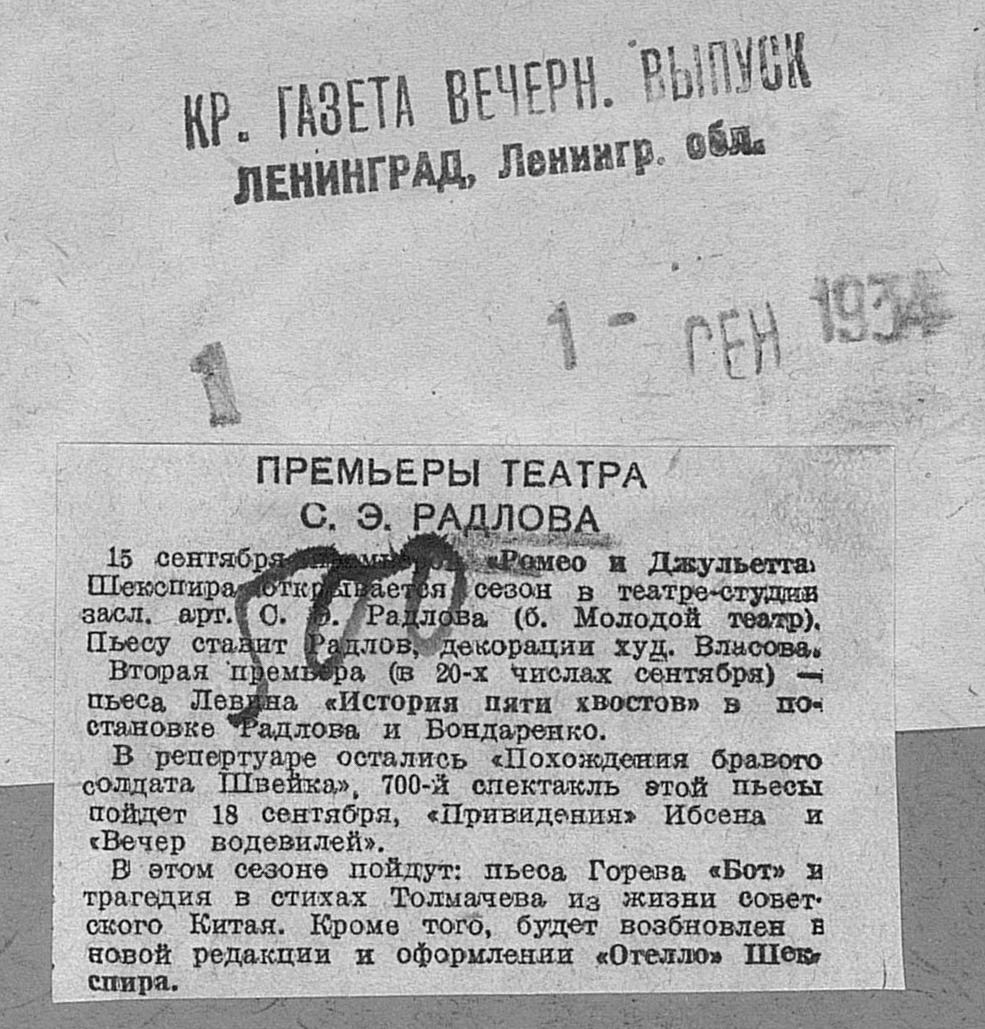 КР. ГАЗЕТА ВЕЧЕРН. ВЫПУСК
ЛЕНИНГРАД, Ленингр. обл.
1 - СЕН 1934
1
ПРЕМЬЕРЫ ТЕАТРА
С. Э. РАДЛОВА
15 сентября премьерой «Ромео и Джульетта»
Шекспира открывается сезон в театре-студии
засл. арт. С. Э. Радлова (б. Молодой театр).
Пьесу ставит Радлов, декорации худ. Власова.
Вторая премьера (в 20-х числах сентября) —
пьеса Левина «История пяти хвостов» в по-
становке Радлова и Бондаренко.
В репертуаре остались «Похождения бравого
солдата Швейка», 700-й спектакль этой пьесы
пойдет 18 сентября, «Привидения» Ибсена и
«Вечер водевилей».
В этом сезоне пойдут: пьеса Горева «Бот» и
трагедия в стихах Толмачева из жизни совет-
ского Китая. Кроме того, будет возбновлен в
новой редакции и оформлении «Отелло» Шек-
спира.